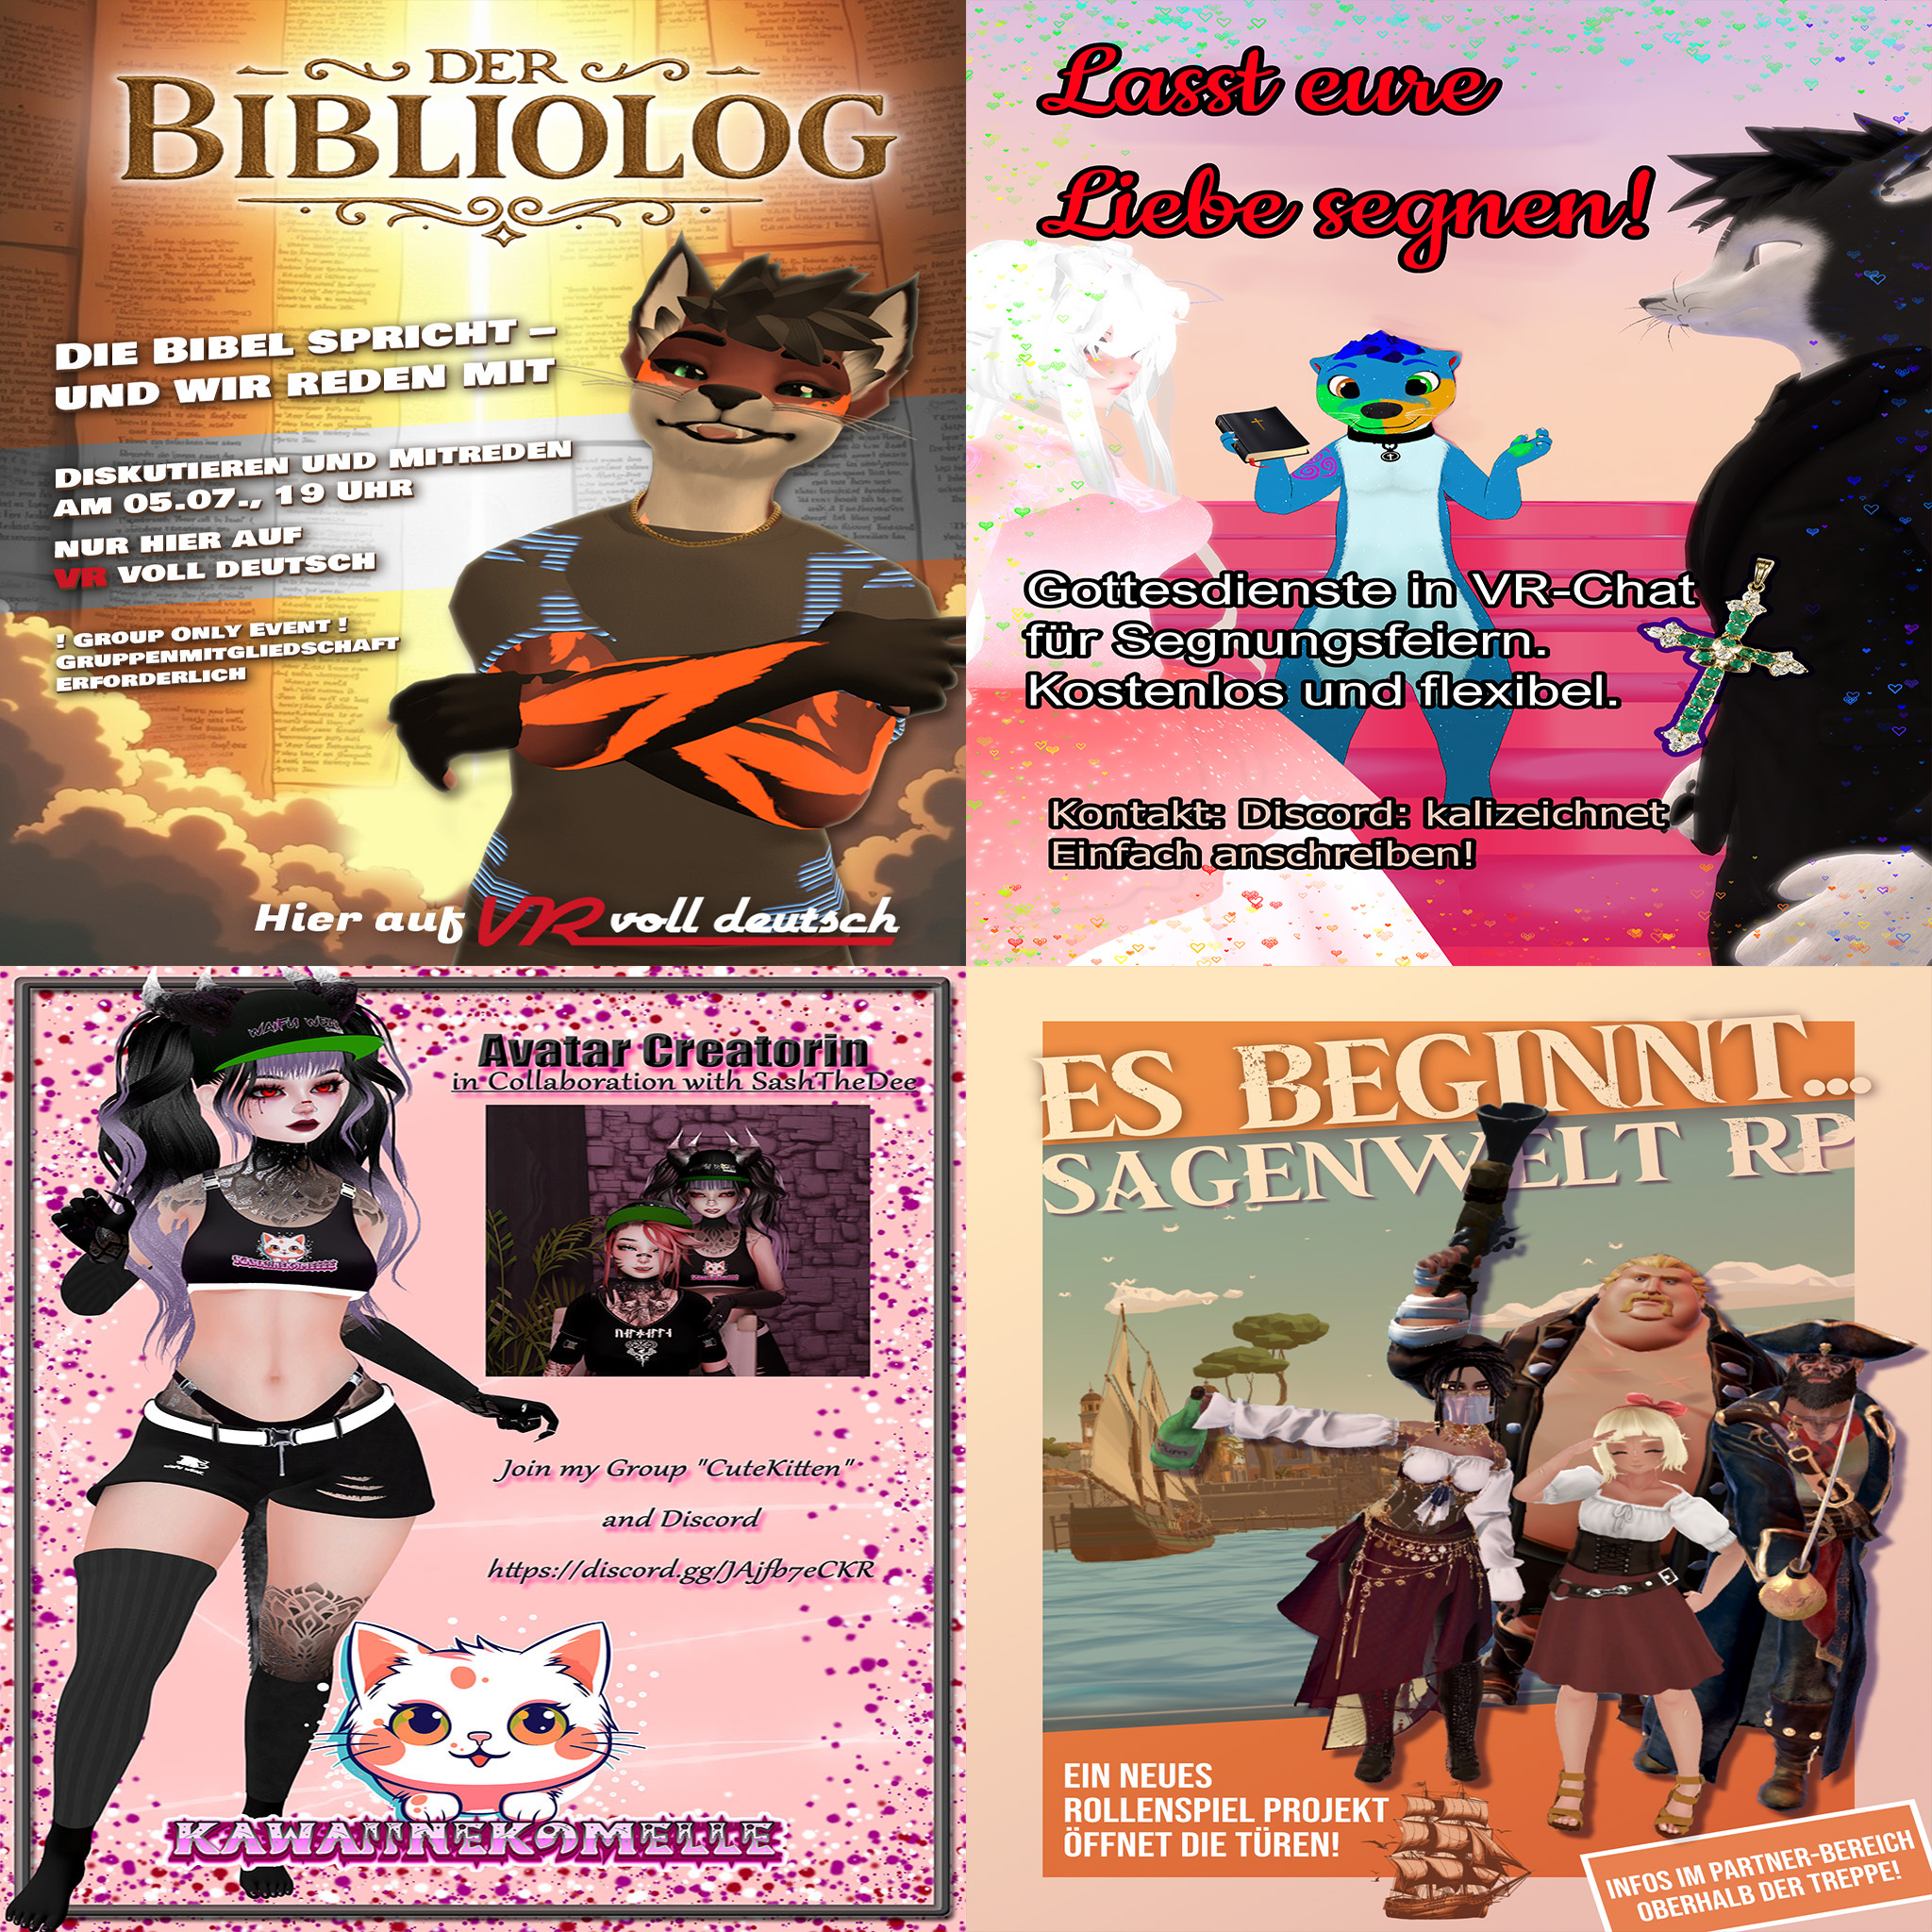 DER
BIBLIOLOG
DIE BIBEL SPRICHT –
UND WIR REDEN MIT
DISKUTIEREN UND MITREDEN
AM 05.07., 19 UHR
NUR HIER AUF
VR VOLL DEUTSCH
! GROUP ONLY EVENT !
GRUPPENMITGLIEDSCHAFT
ERFORDERLICH
Hier auf VR voll deutsch
Lasst eure
Liebe segnen!
Gottesdienste in VR-Chat
für Segnungsfeiern.
Kostenlos und flexibel.
Kontakt: Discord: kalizeichnet
Einfach anschreiben!
Avatar Creatorin
in Collaboration with SashTheDee
Join my Group "CuteKitten"
and Discord
https://discord.gg/JAjfb7eCKR
KAWAIINEKOMELLE
ES BEGINNT...
SAGENWELT RP
EIN NEUES
ROLLENSPIEL PROJEKT
ÖFFNET DIE TÜREN!
INFOS IM PARTNER-BEREICH
OBERHALB DER TREPPE!